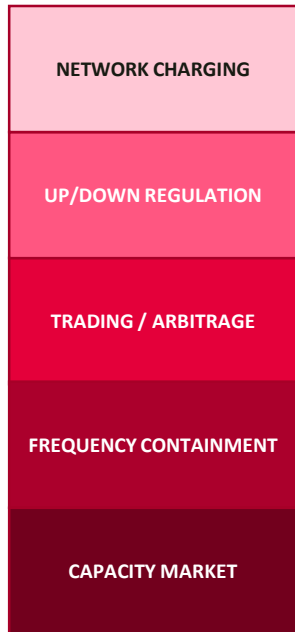 NETWORK CHARGING
UP/DOWN REGULATION
TRADING / ARBITRAGE
FREQUENCY CONTAINMENT
CAPACITY MARKET